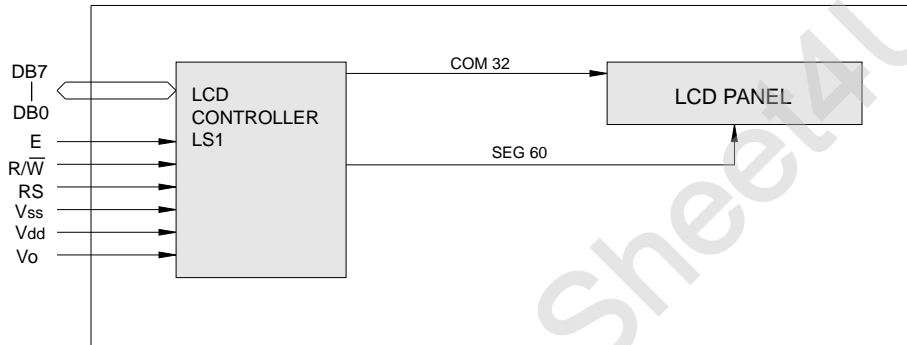 DB7
DB0
E
R/W̅
RS
Vss
Vdd
Vo
LCD
CONTROLLER
LS1
COM 32
SEG 60
LCD PANEL
Sheet4U